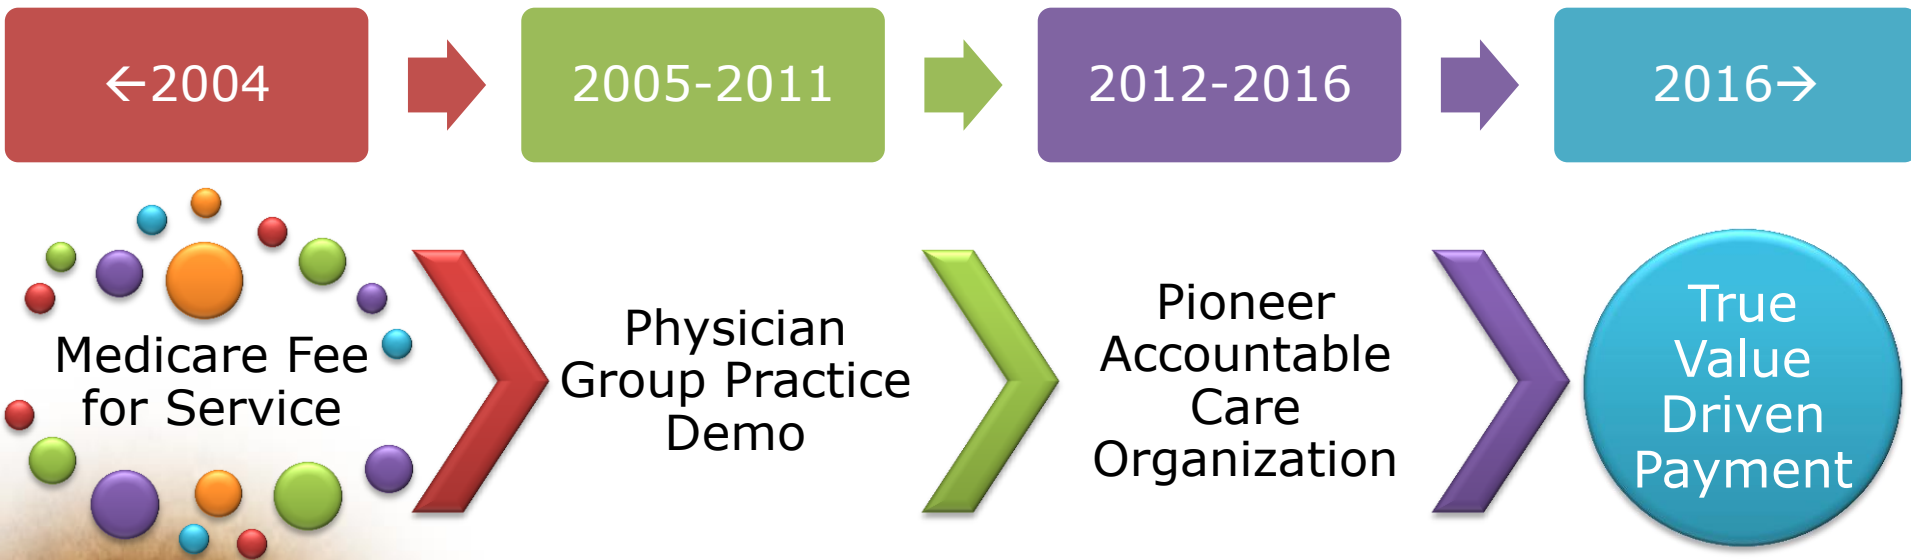 ←2004
2005-2011
2012-2016
2016→
Medicare Fee
for Service
Physician
Group Practice
Demo
Pioneer
Accountable
Care
Organization
True
Value
Driven
Payment